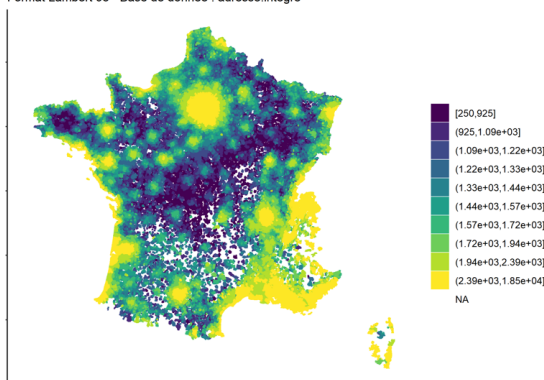 Format Lambert 93 - Base de donnée : adresse.integre
[250,925]
(925,1.09e+03]
(1.09e+03,1.22e+03]
(1.22e+03,1.33e+03]
(1.33e+03,1.44e+03]
(1.44e+03,1.57e+03]
(1.57e+03,1.72e+03]
(1.72e+03,1.94e+03]
(1.94e+03,2.39e+03]
(2.39e+03,1.85e+04]
NA